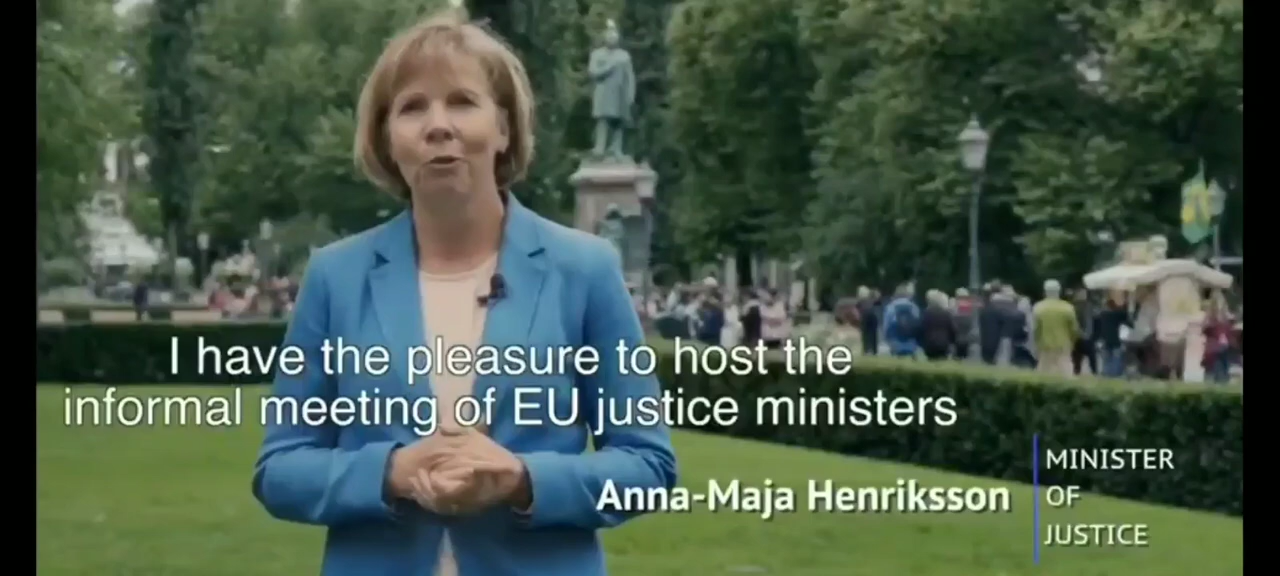 I have the pleasure to host the
informal meeting of EU justice ministers
Anna-Maja Henriksson
MINISTER
OF
JUSTICE